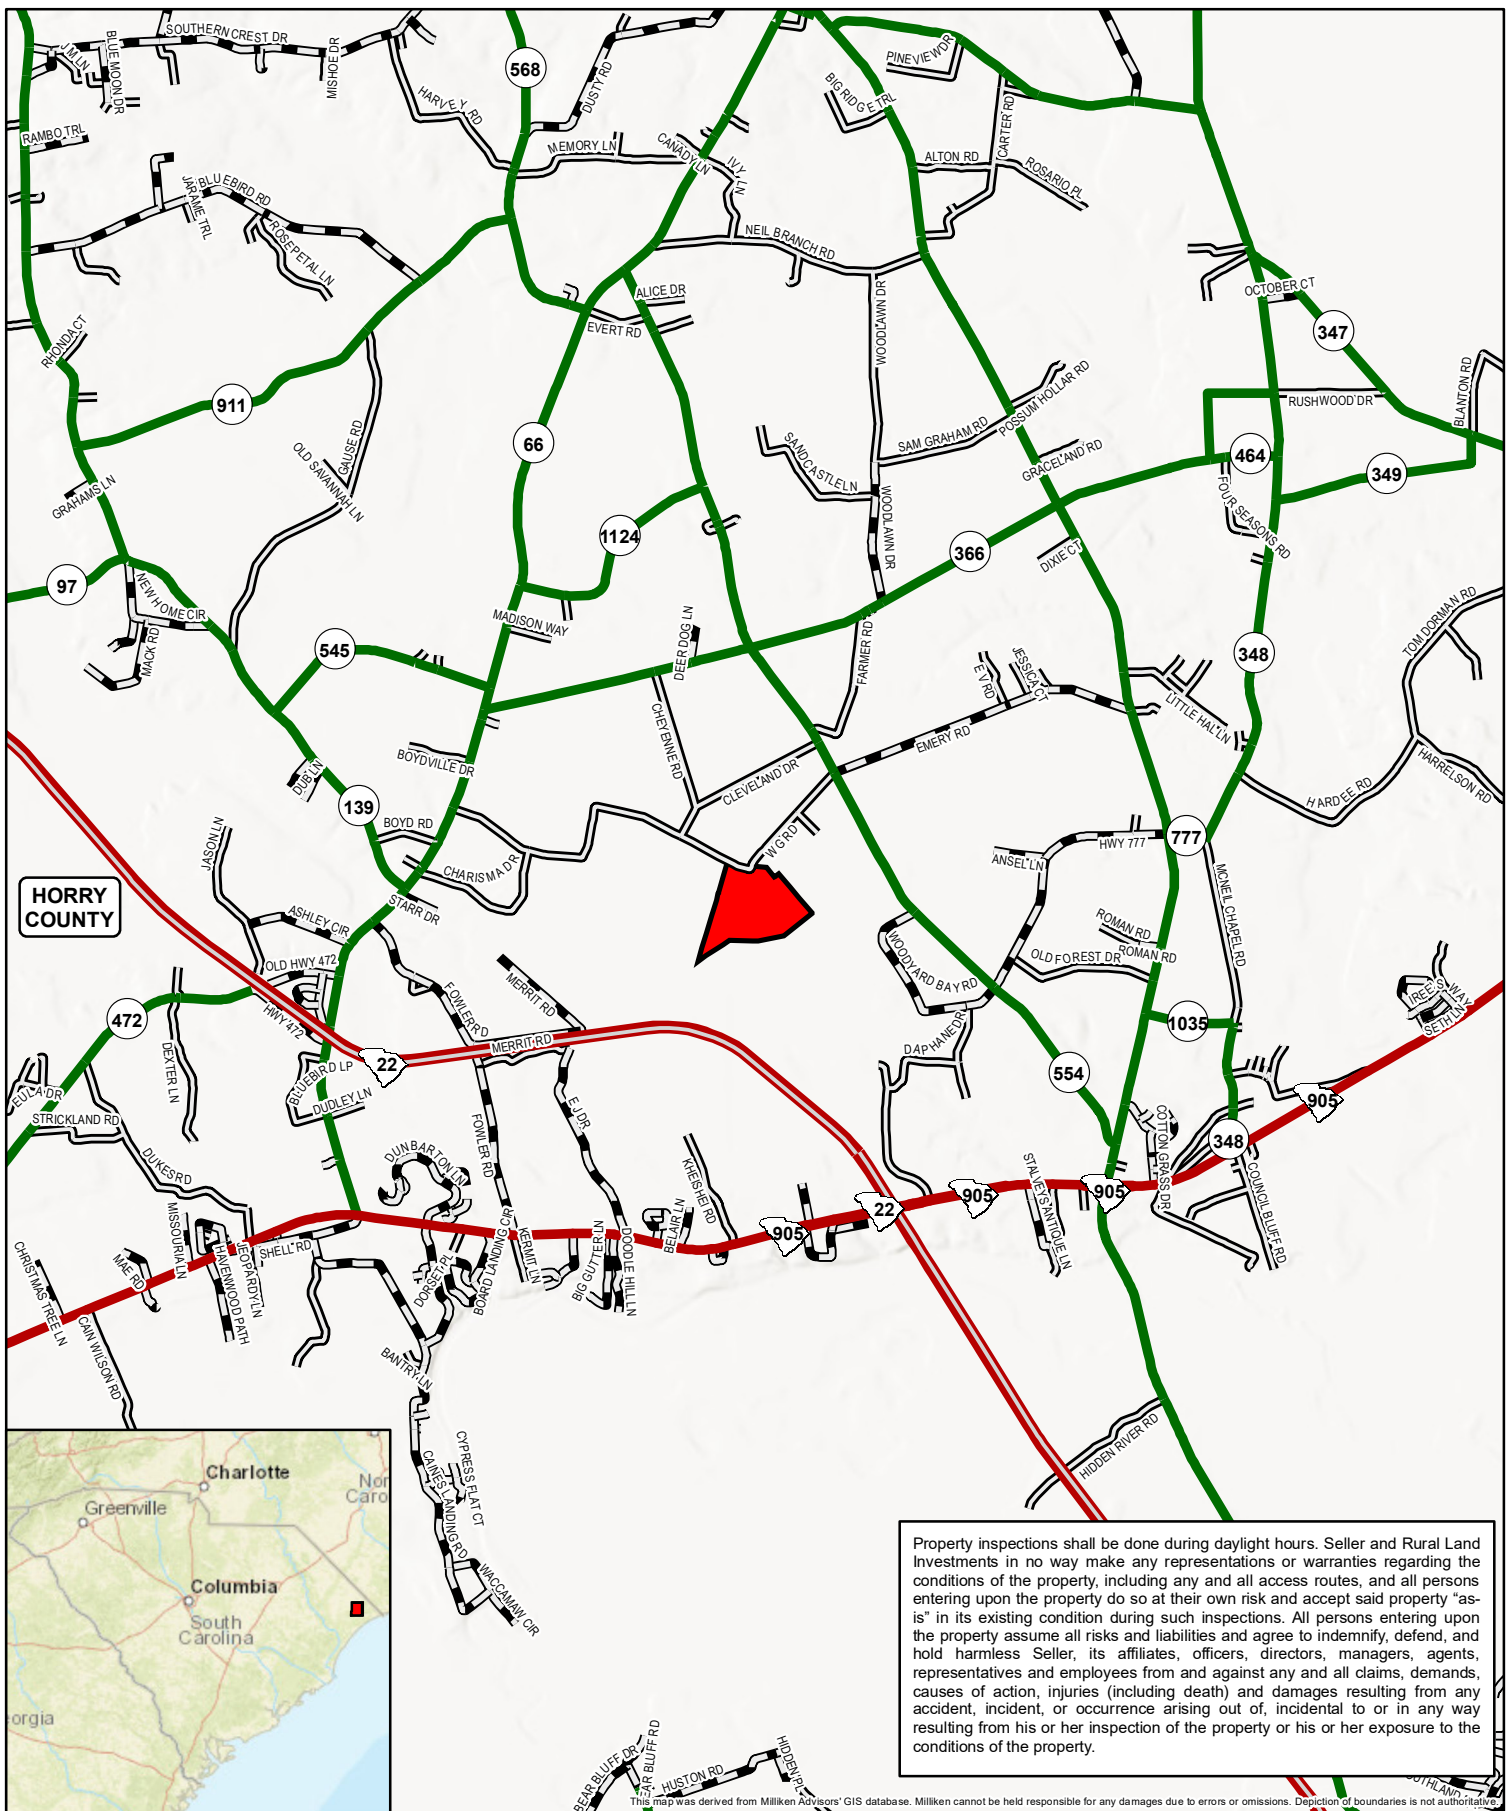 SOUTHERN CREST DR
J M LN
BLUE MOON DR
MISHOE DR
HARVEY RD
568
DUSTY RD
PINEVIEW DR
BIG RIDGE TRL
CARTER RD
RAMBO TRL
MEMORY LN
CANADY LN
IVY LN
ALTON RD
ROSARIO PL
BLUEBIRD RD
JARAME TRL
ROSEPETAL LN
NEIL BRANCH RD
ALICE DR
EVERT RD
WOODLAWN DR
OCTOBER CT
347
RHONDA CT
911
66
GAUSE RD
OLD SAVANNAH LN
SANDCASTLE LN
SAM GRAHAM RD
POSSUM HOLLAR RD
GRACELAND RD
RUSHWOOD DR
BLANTON RD
464
349
FOUR SEASONS RD
GRAHAMS LN
1124
WOODLAWN DR
366
DIXIE CT
97
NEW HOME CIR
MACK RD
MADISON WAY
DEER DOG LN
FARMER RD
TOM DORMAN RD
545
348
E V RD
JESSICA CT
LITTLE HAL LN
CHEYENNE RD
EMERY RD
BOYDVILLE DR
CLEVELAND DR
HARRELSON RD
HARDEE RD
DUB LN
139
BOYD RD
JASON LN
CHARISMA DR
W G RD
ANSEL LN
HWY 777
777
MCNEIL CHAPEL RD
HORRY
COUNTY
STARR DR
ASHLEY CIR
ROMAN RD
ROMAN RD
OLD HWY 472
OLD FOREST DR
WOODYARD BAY RD
MERRIT RD
FOWLER RD
472
HWY 472
MERRIT RD
22
1035
IREES WAY
SETH LN
DEXTER LN
BLUEBIRD LP
DUDLEY LN
DAPHANE DR
554
EULA DR
STRICKLAND RD
FOWLER RD
E J DR
905
COTTON GRASS DR
348
DUKES RD
DUNBARTON LN
KHEISHEI RD
STALVEYS ANTIQUE LN
COUNCIL BLUFF RD
905
905
22
905
MISSOURIA LN
HAVENWOOD PATH
JEOPARDY LN
SHELL RD
MAE RD
CHRISTMAS TREE LN
CAIN WILSON RD
DORSET PL
BOARD LANDING CIR
KERMIT LN
BIG GUTTER LN
DOODLE HILL LN
BELAIR LN
BANTRY LN
HIDDEN RIVER RD
CAINES LANDING RD
CYPRESS FLAT CT
WACCAMAW CIR
Charlotte
Nor
Caro
Greenville
Columbia
South
Carolina
eorgia
Property inspections shall be done during daylight hours. Seller and Rural Land
Investments in no way make any representations or warranties regarding the
conditions of the property, including any and all access routes, and all persons
entering upon the property do so at their own risk and accept said property “as-
is” in its existing condition during such inspections. All persons entering upon
the property assume all risks and liabilities and agree to indemnify, defend, and
hold harmless Seller, its affiliates, officers, directors, managers, agents,
representatives and employees from and against any and all claims, demands,
causes of action, injuries (including death) and damages resulting from any
accident, incident, or occurrence arising out of, incidental to or in any way
resulting from his or her inspection of the property or his or her exposure to the
conditions of the property.
BEAR BLUFF DR
EAR BLUFF RD
HUSTON RD
HIDDEN PL
OUTHLAND
This map was derived from Milliken Advisors' GIS database. Milliken cannot be held responsible for any damages due to errors or omissions. Depiction of boundaries is not authoritative.